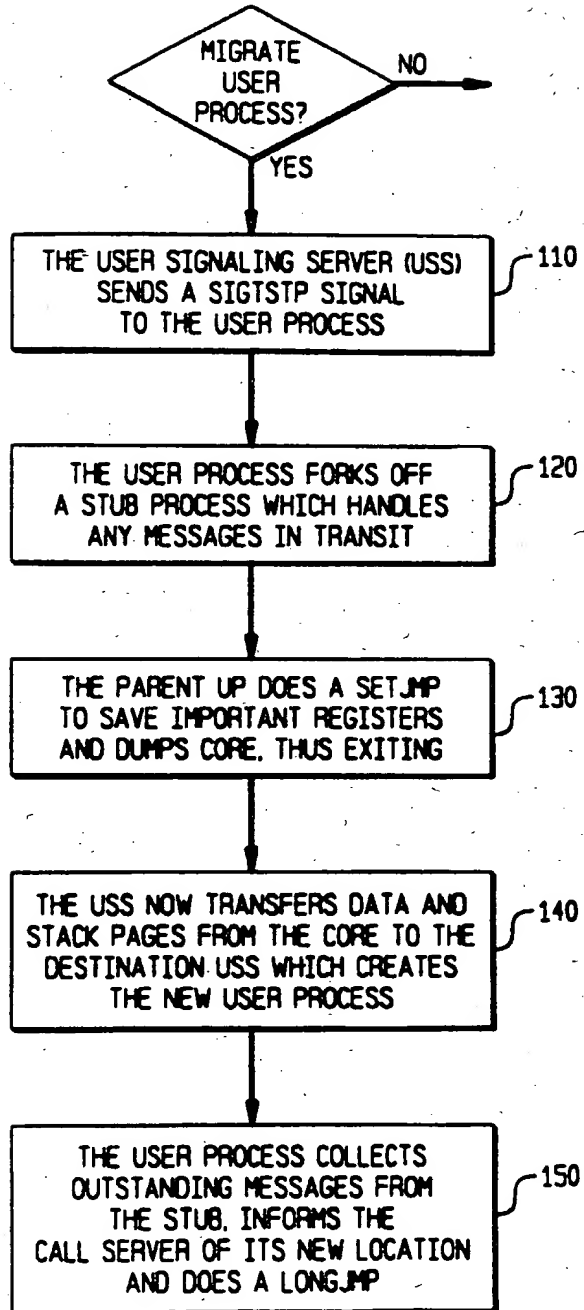 MIGRATE
USER
PROCESS?
NO
YES
THE USER SIGNALING SERVER (USS)
SENDS A SIGTSTP SIGNAL
TO THE USER PROCESS
110
THE USER PROCESS FORKS OFF
A STUB PROCESS WHICH HANDLES
ANY MESSAGES IN TRANSIT
120
THE PARENT UP DOES A SETJMP
TO SAVE IMPORTANT REGISTERS
AND DUMPS CORE, THUS EXITING
130
THE USS NOW TRANSFERS DATA AND
STACK PAGES FROM THE CORE TO THE
DESTINATION USS WHICH CREATES
THE NEW USER PROCESS
140
THE USER PROCESS COLLECTS
OUTSTANDING MESSAGES FROM
THE STUB, INFORMS THE
CALL SERVER OF ITS NEW LOCATION
AND DOES A LONGJMP
150